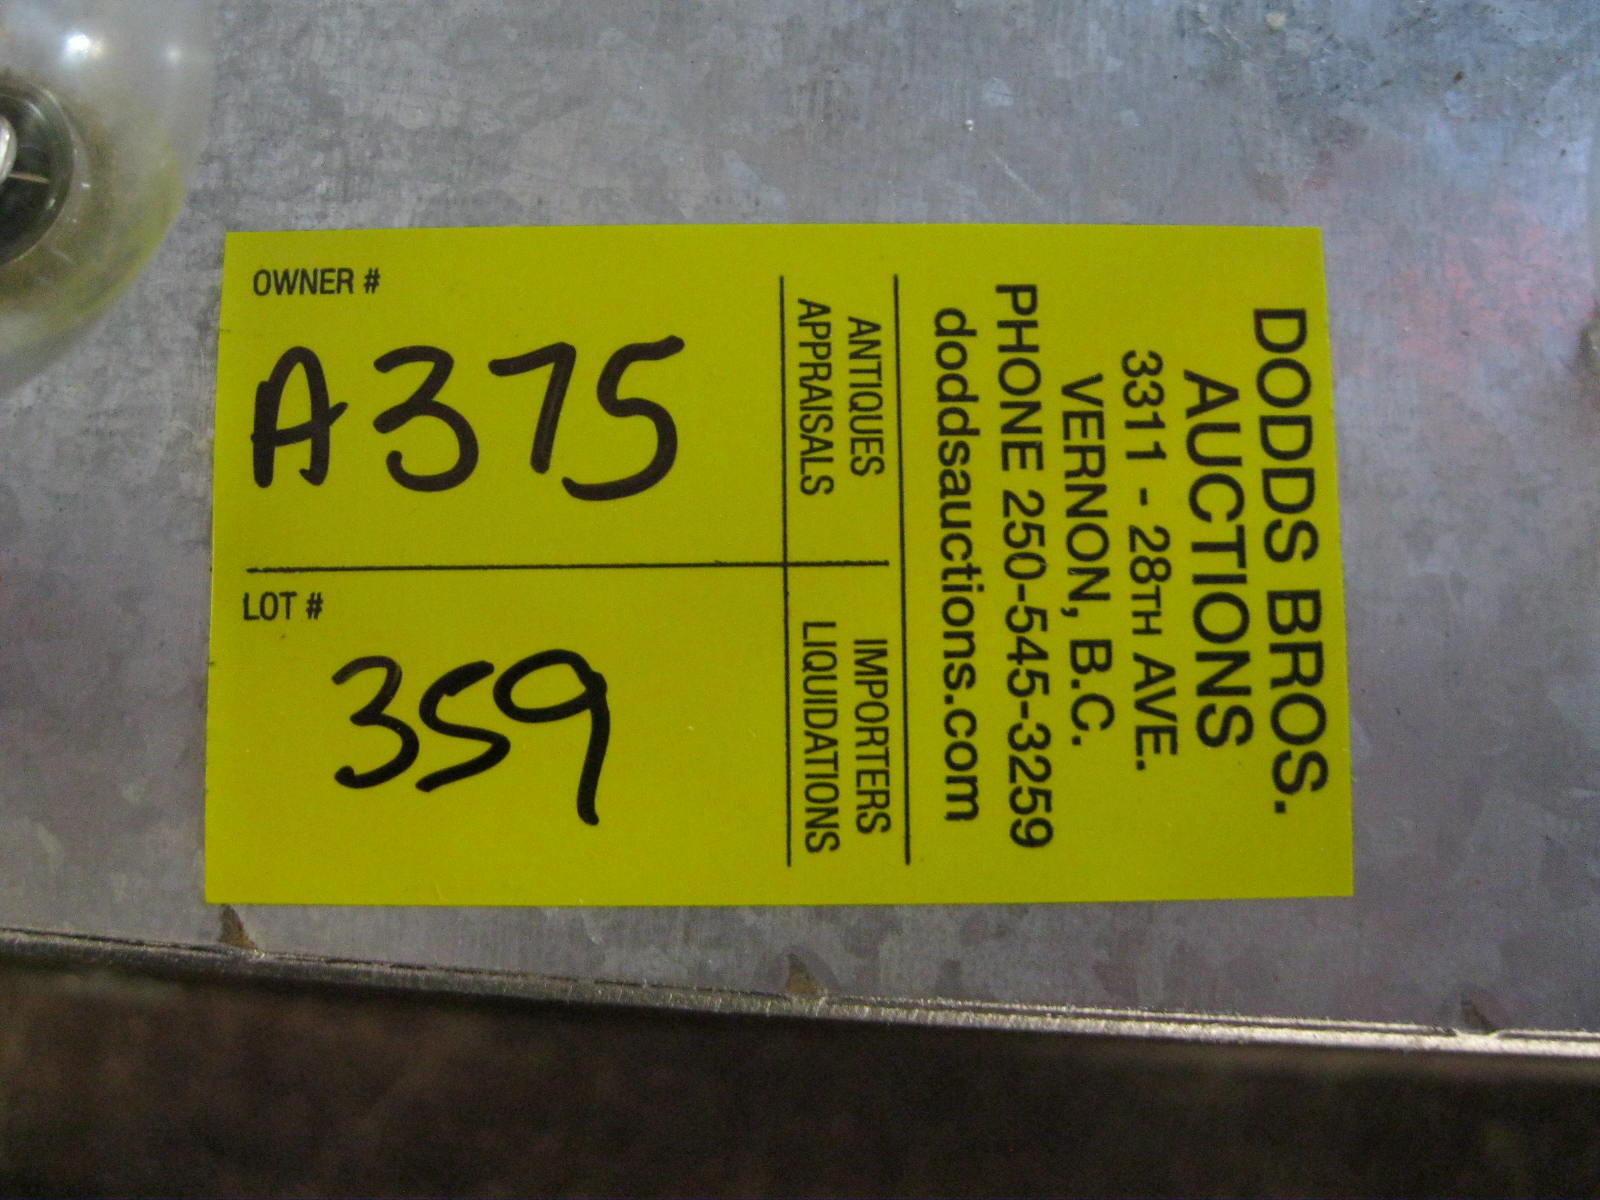 DODDS BROS.
AUCTIONS
3311 - 28TH AVE.
VERNON, B.C.
PHONE 250-545-3259
doddsauctions.com
ANTIQUES
APPRAISALS
IMPORTERS
LIQUIDATIONS
OWNER #
A375
LOT #
359